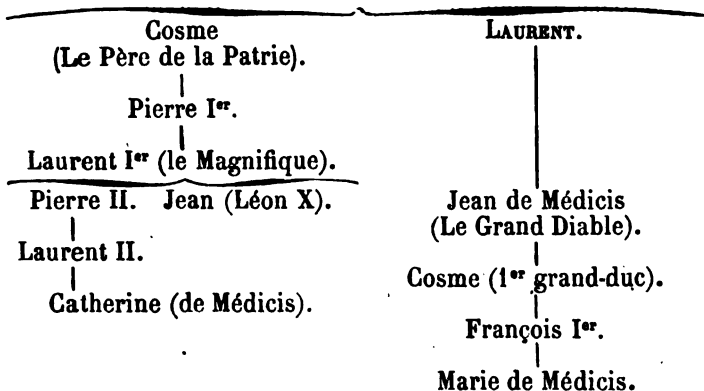 Cosme
(Le Père de la Patrie).
Pierre Iᵉʳ.
Laurent Iᵉʳ (le Magnifique).
Pierre II. Jean (Léon X).
Laurent II.
Catherine (de Médicis).
LAURENT.
Jean de Médicis
(Le Grand Diable).
Cosme (1ᵉʳ grand-duc).
François Iᵉʳ.
Marie de Médicis.